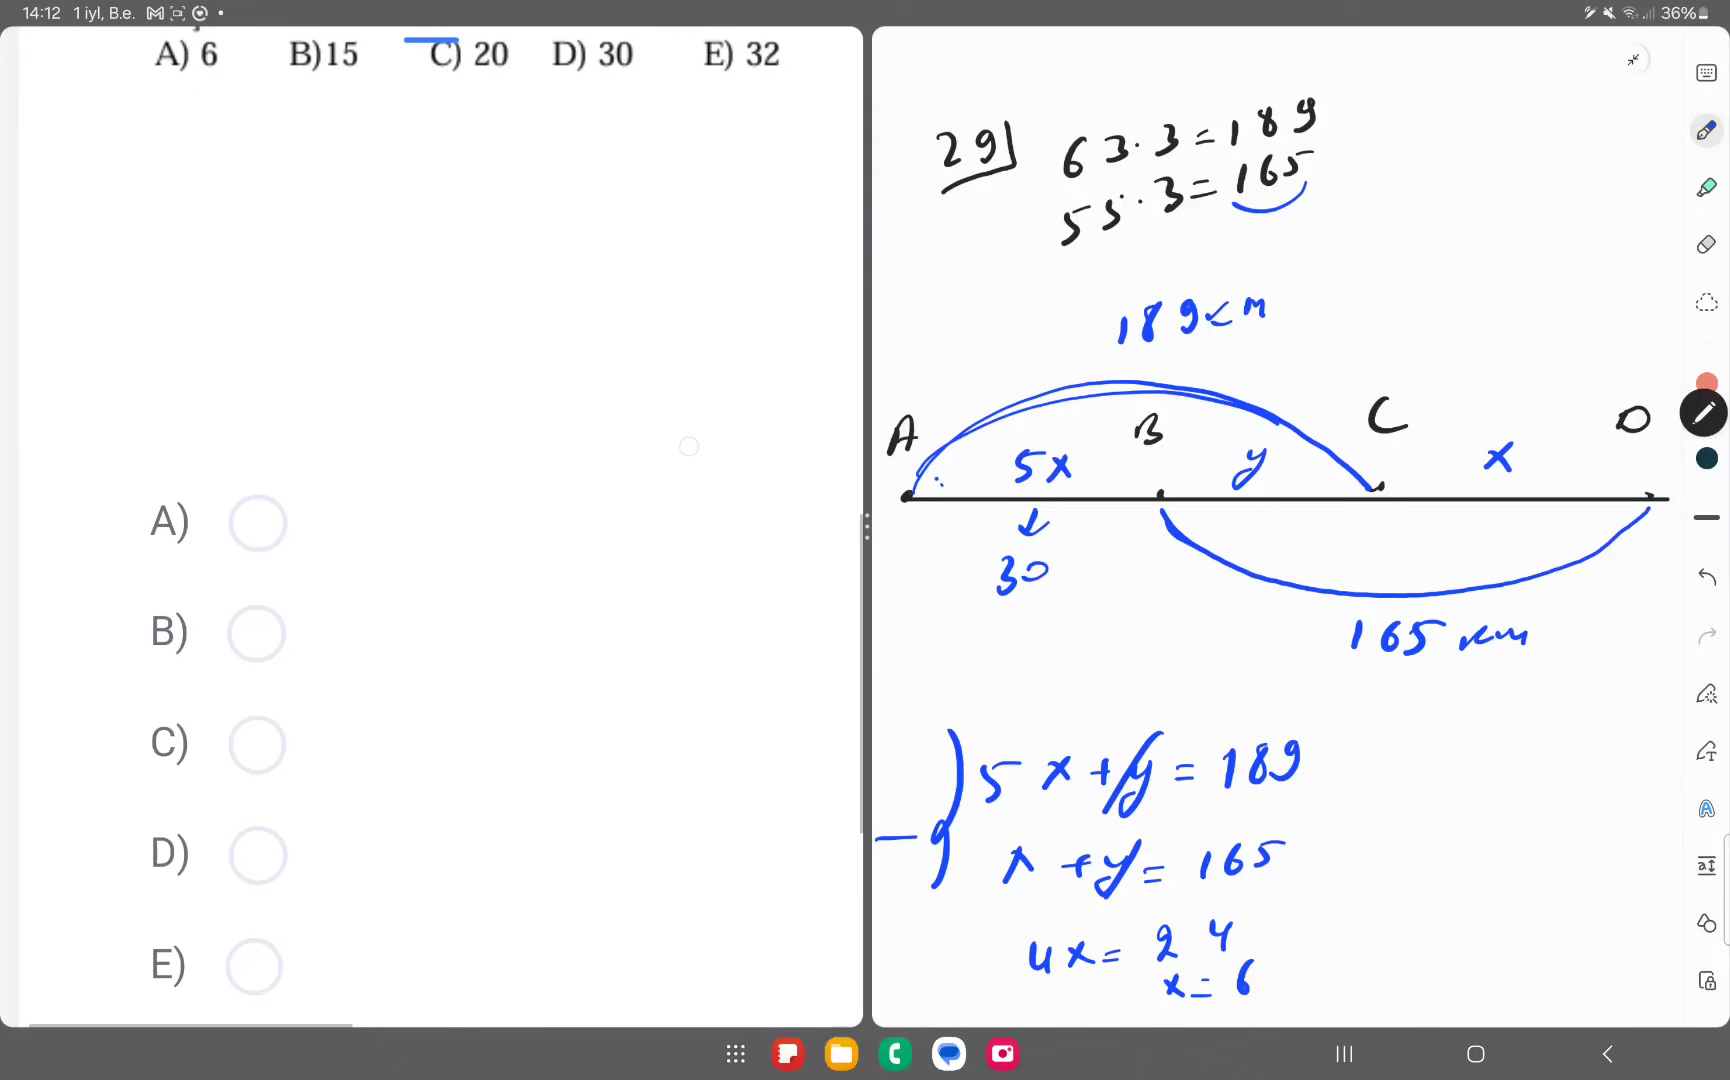 14:12 1 iyl, B.e.
36%
A) 6 B)15 C) 20 D) 30 E) 32
A)
B)
C)
D)
E)
29
63·3=189
55·3=165
189
A B C D
5x y x
30
165 km
5x+y=189
x+y=165
4x=24
x=6